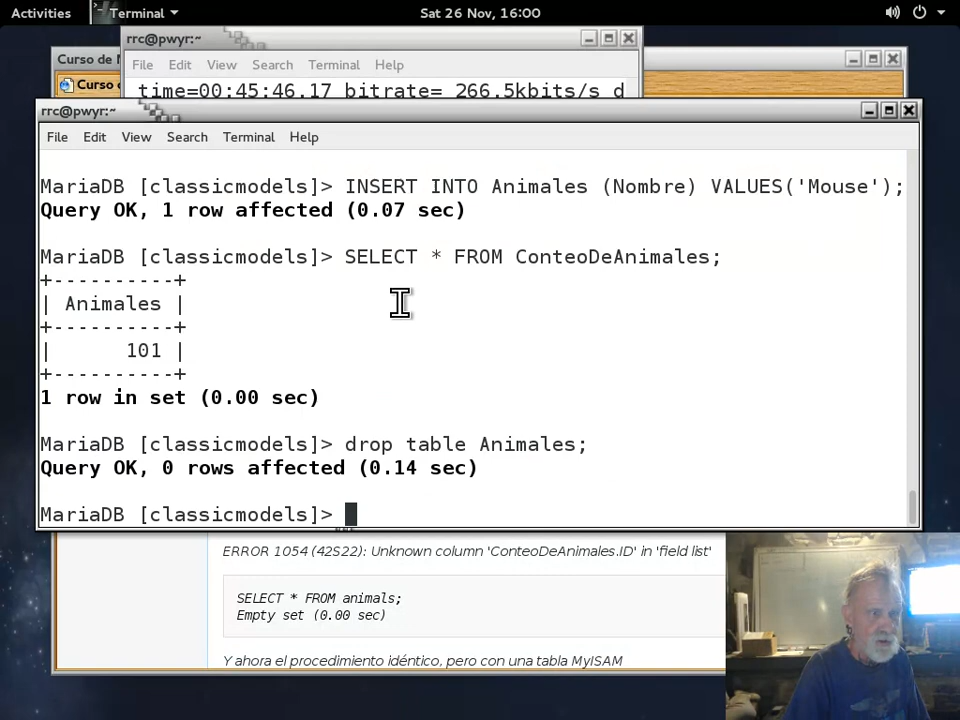 Activities Terminal Sat 26 Nov, 16:00
rrc@pwyr:~
Curso de
File Edit View Search Terminal Help
Curso
time=00:45:46.17 bitrate= 266.5kbits/s d
rrc@pwyr:~
File Edit View Search Terminal Help
MariaDB [classicmodels]> INSERT INTO Animales (Nombre) VALUES('Mouse');
Query OK, 1 row affected (0.07 sec)
MariaDB [classicmodels]> SELECT * FROM ConteoDeAnimales;
+----------+
| Animales |
+----------+
|      101 |
+----------+
1 row in set (0.00 sec)
MariaDB [classicmodels]> drop table Animales;
Query OK, 0 rows affected (0.14 sec)
MariaDB [classicmodels]>
ERROR 1054 (42S22): Unknown column 'ConteoDeAnimales.ID' in 'field list'
SELECT * FROM animals;
Empty set (0.00 sec)
Y ahora el procedimiento idéntico, pero con una tabla MyISAM